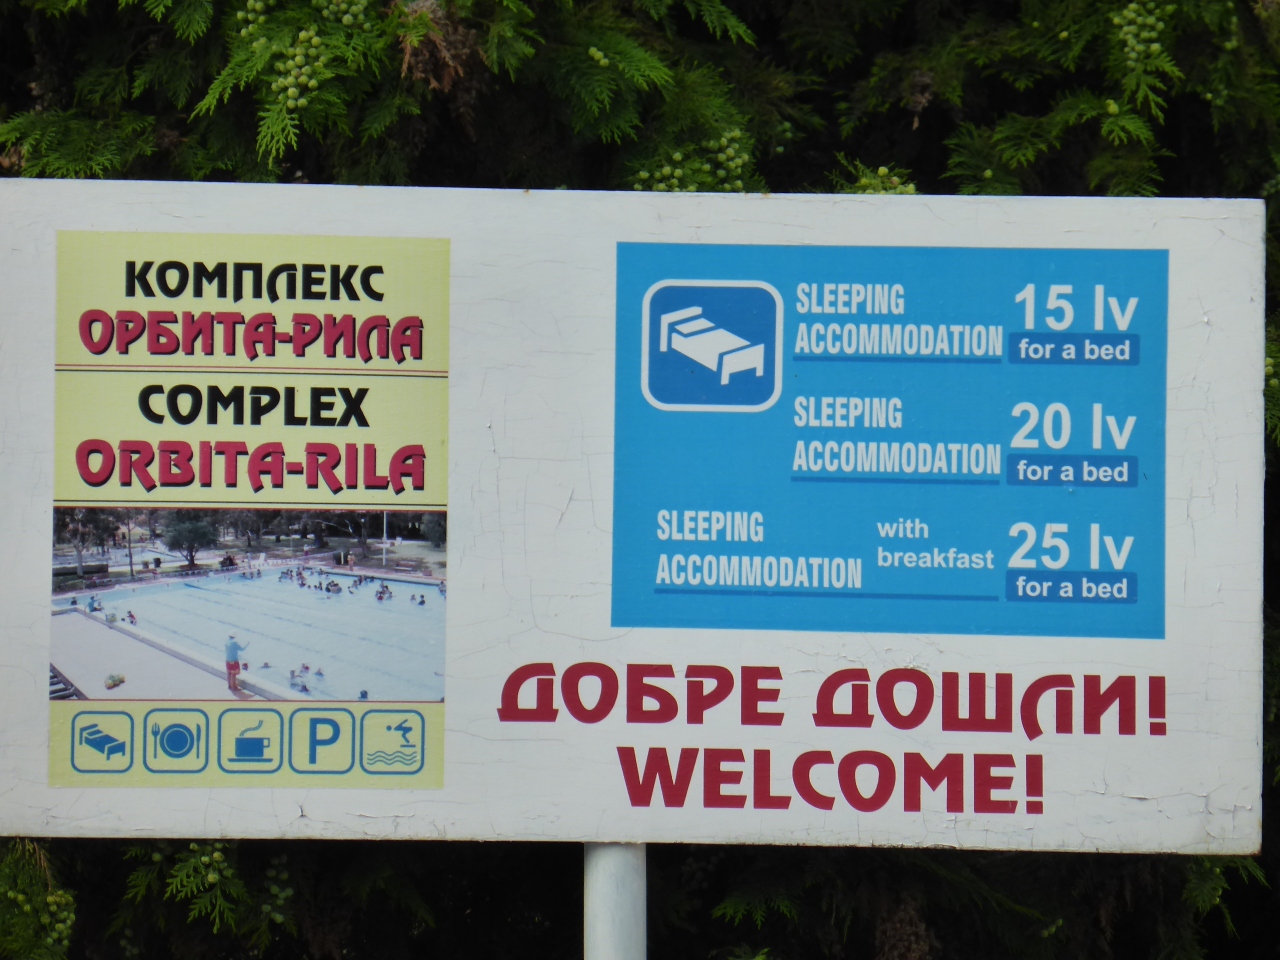 КОМПЛЕКС
ОРБИТА-РИЛА
COMPLEX
ORBITA-RILA
P
SLEEPING
ACCOMMODATION
15 lv
for a bed
SLEEPING
ACCOMMODATION
20 lv
for a bed
SLEEPING
ACCOMMODATION
with
breakfast
25 lv
for a bed
ДОБРЕ ДОШЛИ!
WELCOME!